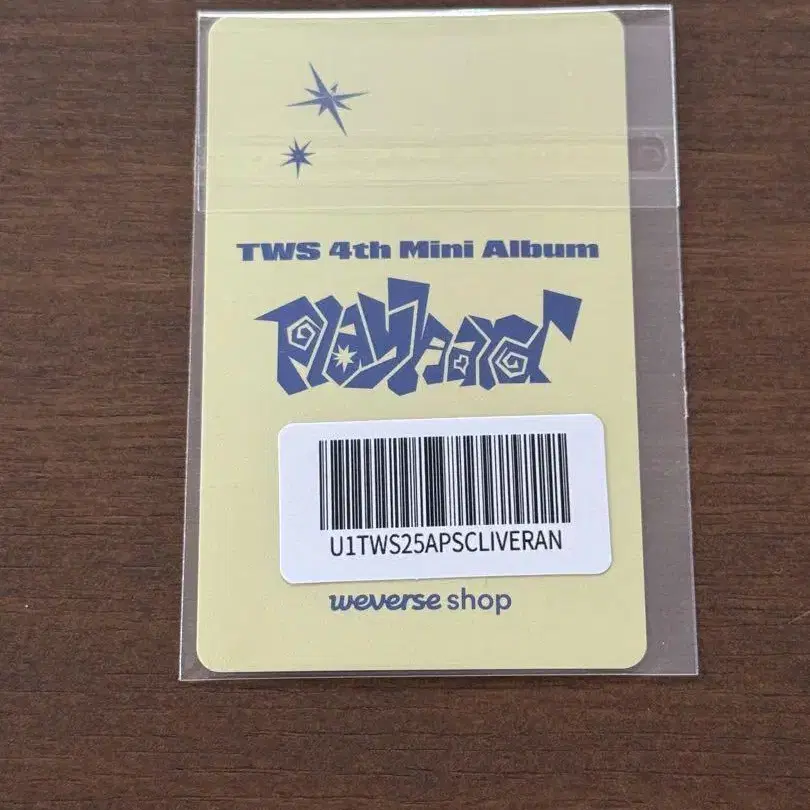 TWS 4th Mini Album
Play hard
U1TWS25APSCLIVERAN
weverse shop